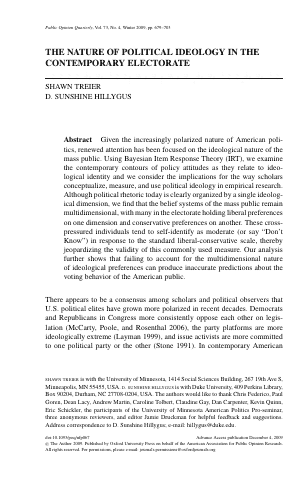 Public Opinion Quarterly, Vol. 73, No. 4, Winter 2009, pp. 679–703
THE NATURE OF POLITICAL IDEOLOGY IN THE
CONTEMPORARY ELECTORATE
SHAWN TREIER
D. SUNSHINE HILLYGUS
Abstract Given the increasingly polarized nature of American poli-
tics, renewed attention has been focused on the ideological nature of the
mass public. Using Bayesian Item Response Theory (IRT), we examine
the contemporary contours of policy attitudes as they relate to ideo-
logical identity and we consider the implications for the way scholars
conceptualize, measure, and use political ideology in empirical research.
Although political rhetoric today is clearly organized by a single ideolog-
ical dimension, we find that the belief systems of the mass public remain
multidimensional, with many in the electorate holding liberal preferences
on one dimension and conservative preferences on another. These cross-
pressured individuals tend to self-identify as moderate (or say “Don’t
Know”) in response to the standard liberal-conservative scale, thereby
jeopardizing the validity of this commonly used measure. Our analysis
further shows that failing to account for the multidimensional nature
of ideological preferences can produce inaccurate predictions about the
voting behavior of the American public.
There appears to be a consensus among scholars and political observers that
U.S. political elites have grown more polarized in recent decades. Democrats
and Republicans in Congress more consistently oppose each other on legis-
lation (McCarty, Poole, and Rosenthal 2006), the party platforms are more
ideologically extreme (Layman 1999), and issue activists are more committed
to one political party or the other (Stone 1991). In contemporary American
SHAWN TREIER is with the University of Minnesota, 1414 Social Sciences Building, 267 19th Ave S,
Minneapolis, MN 55455, USA. D. SUNSHINE HILLYGUS is with Duke University, 409 Perkins Library,
Box 90204, Durham, NC 27708-0204, USA. The authors would like to thank Chris Federico, Paul
Goren, Dean Lacy, Andrew Martin, Caroline Tolbert, Claudine Gay, Dan Carpenter, Kevin Quinn,
Eric Schickler, the participants of the University of Minnesota American Politics Pro-seminar,
three anonymous reviewers, and editor Jamie Druckman for helpful feedback and suggestions.
Address correspondence to D. Sunshine Hillygus; e-mail: hillygus@duke.edu.
doi:10.1093/poq/nfp067 Advance Access publication December 4, 2009
© The Author 2009. Published by Oxford University Press on behalf of the American Association for Public Opinion Research.
All rights reserved. For permissions, please e-mail: journals.permissions@oxfordjournals.org